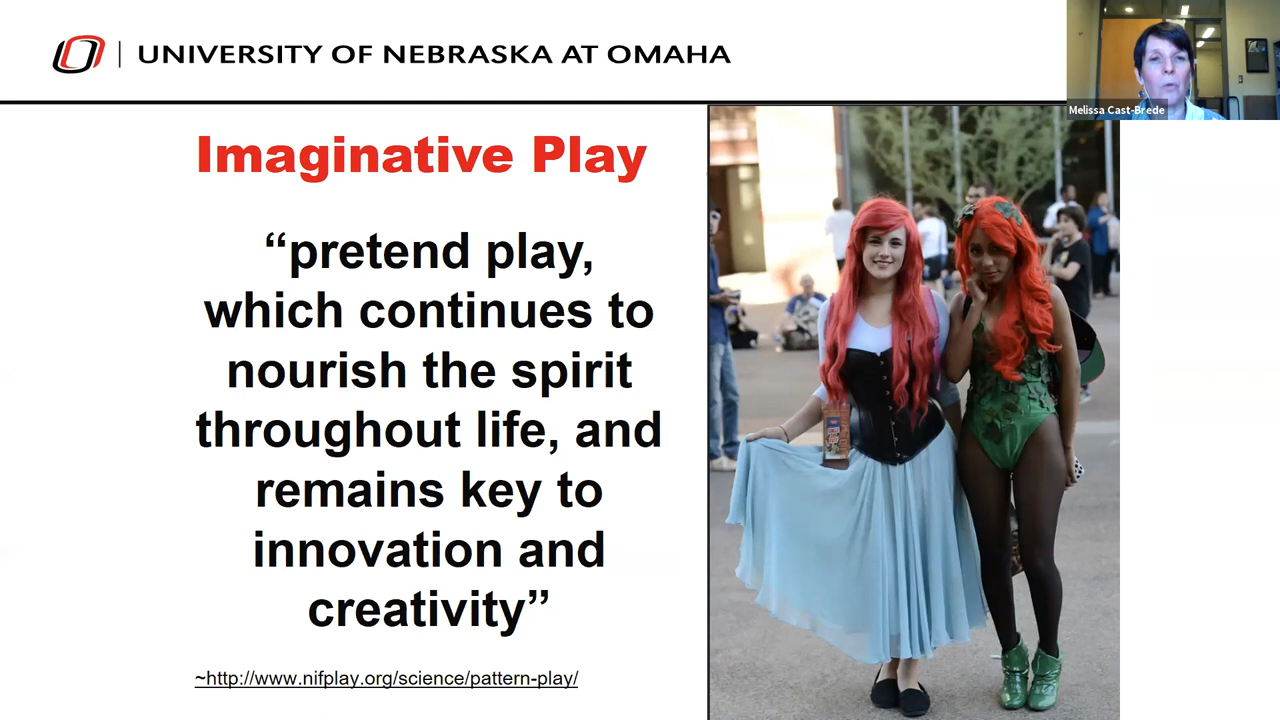 UNIVERSITY OF NEBRASKA AT OMAHA
Melissa Cast-Brede
Imaginative Play
“pretend play,
which continues to
nourish the spirit
throughout life, and
remains key to
innovation and
creativity”
~http://www.nifplay.org/science/pattern-play/